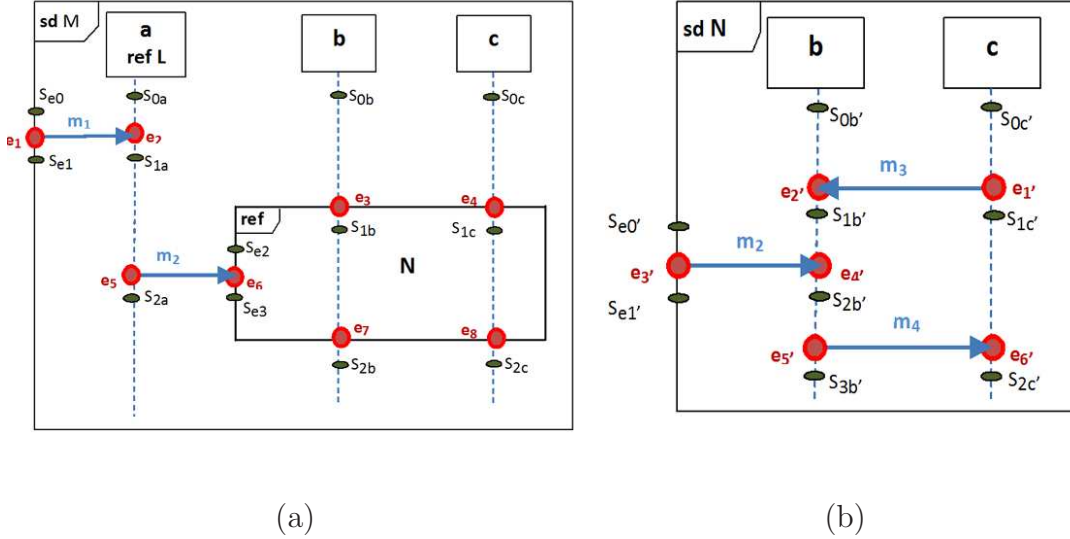 sd M
a
ref L
b
c
Se0
S0a
S0b
S0c
e1
m1
e2
Se1
S1a
e3
e4
ref
S1b
S1c
Se2
N
e5
m2
e6
S2a
Se3
e7
e8
S2b
S2c
(a)
sd N
b
c
S0b'
S0c'
m3
e2'
e1'
S1b'
S1c'
Se0'
m2
e3'
e4'
Se1'
S2b'
m4
e5'
e6'
S3b'
S2c'
(b)